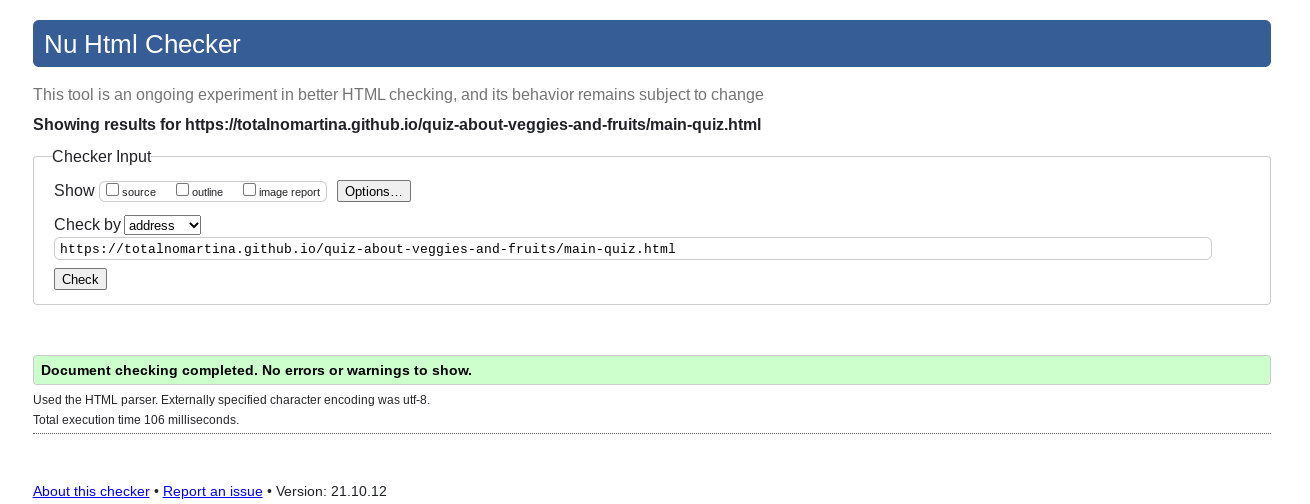 Nu Html Checker
This tool is an ongoing experiment in better HTML checking, and its behavior remains subject to change
Showing results for https://totalnomartina.github.io/quiz-about-veggies-and-fruits/main-quiz.html
Checker Input
Show source outline image report Options…
Check by address
https://totalnomartina.github.io/quiz-about-veggies-and-fruits/main-quiz.html
Check
Document checking completed. No errors or warnings to show.
Used the HTML parser. Externally specified character encoding was utf-8.
Total execution time 106 milliseconds.
About this checker • Report an issue • Version: 21.10.12